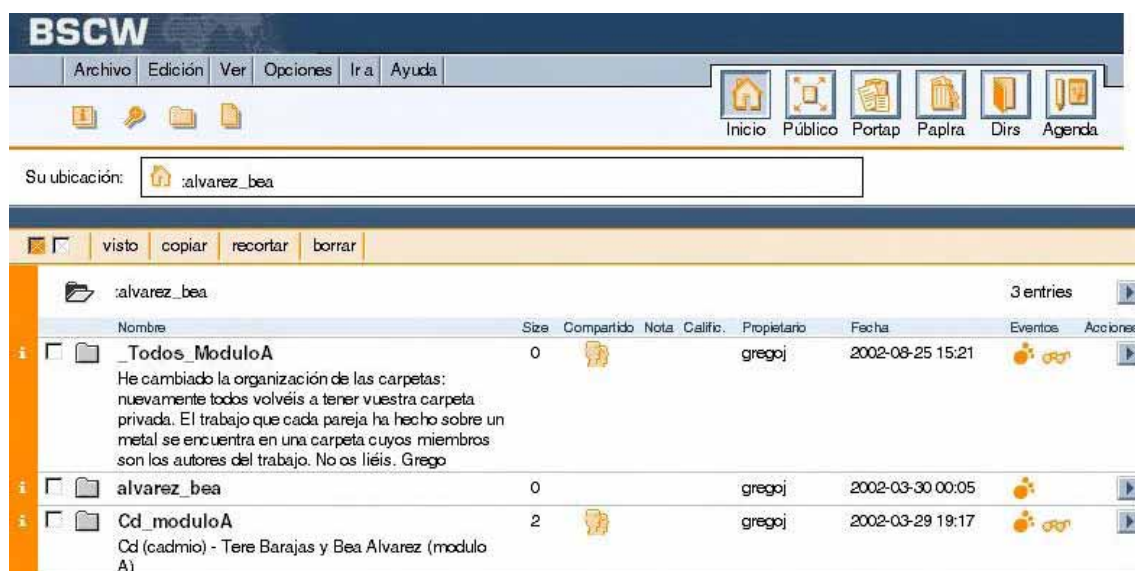 BSCW
Archivo Edición Ver Opciones Ir a Ayuda
Inicio Público Portap Paplra Dirs Agenda
Su ubicación: :alvarez_bea
visto copiar recortar borrar
:alvarez_bea 3 entries
Nombre Size Compartido Nota Calific. Propietario Fecha Eventos Acciones
_Todos_ModuloA 0 gregoj 2002-08-25 15:21
He cambiado la organización de las carpetas:
nuevamente todos volvéis a tener vuestra carpeta
privada. El trabajo que cada pareja ha hecho sobre un
metal se encuentra en una carpeta cuyos miembros
son los autores del trabajo. No os liéis. Grego
alvarez_bea 0 gregoj 2002-03-30 00:05
Cd_moduloA 2 gregoj 2002-03-29 19:17
Cd (cadmio) - Tere Barajas y Bea Alvarez (modulo
A)